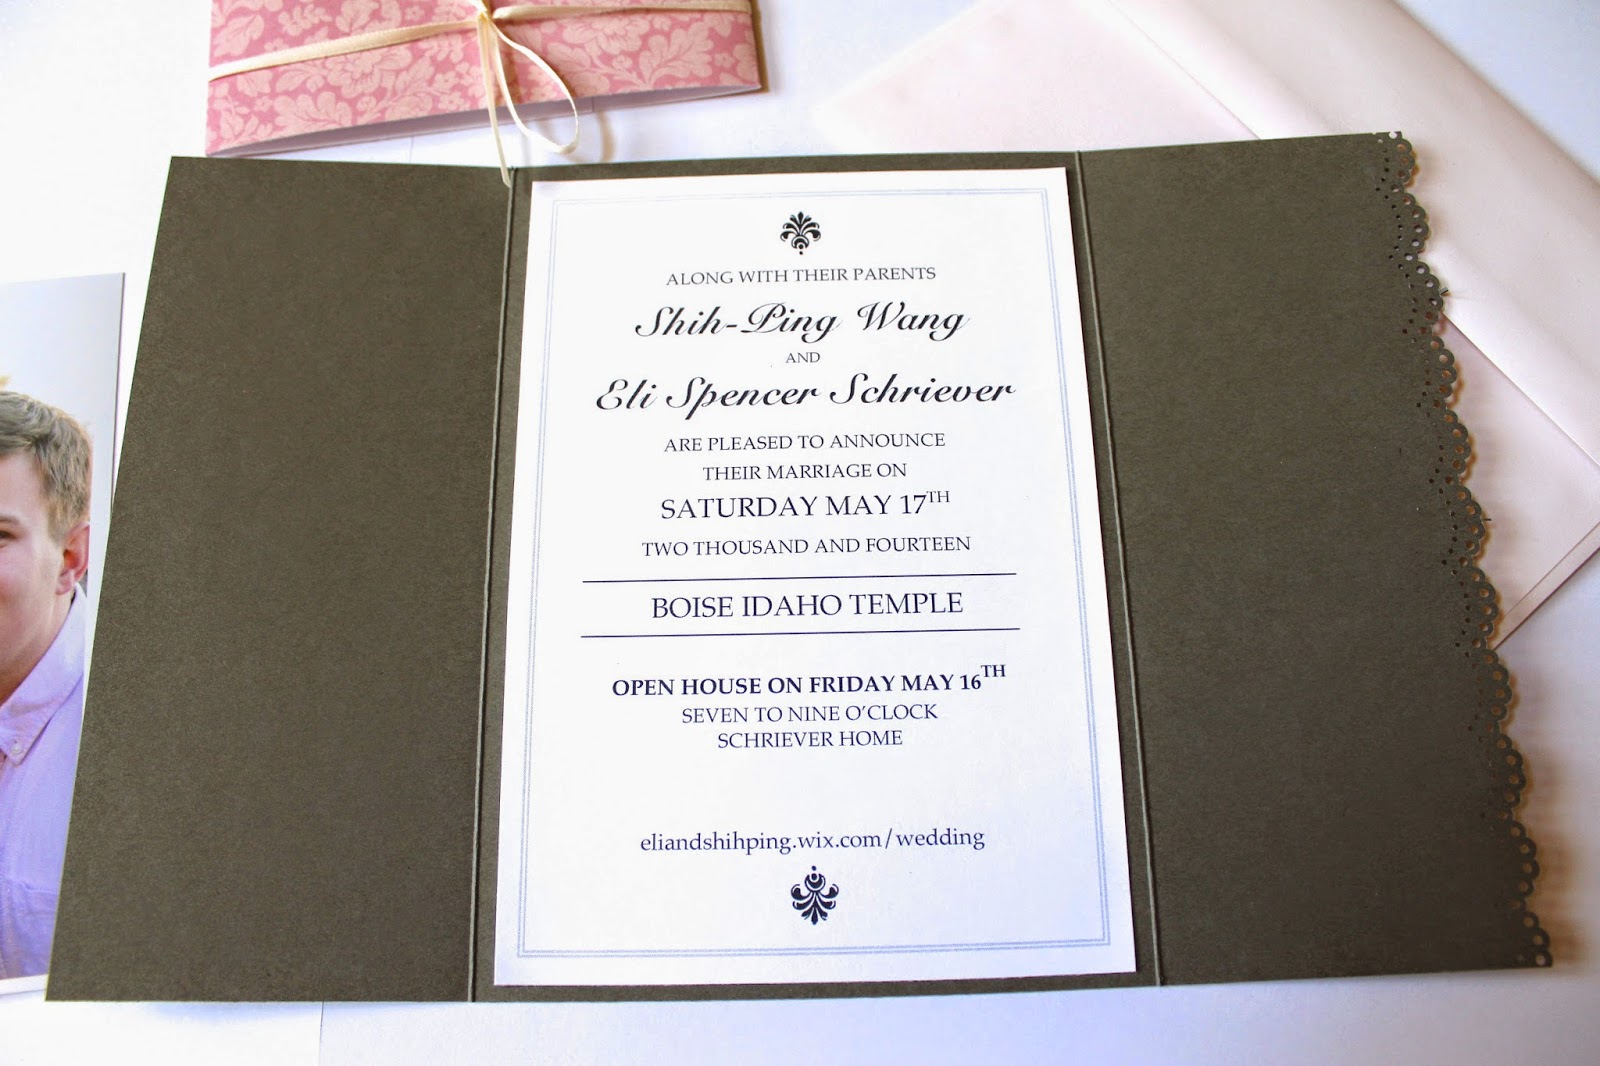 ALONG WITH THEIR PARENTS
Shih-Ping Wang
AND
Eli Spencer Schriever
ARE PLEASED TO ANNOUNCE
THEIR MARRIAGE ON
SATURDAY MAY 17TH
TWO THOUSAND AND FOURTEEN
BOISE IDAHO TEMPLE
OPEN HOUSE ON FRIDAY MAY 16TH
SEVEN TO NINE O’CLOCK
SCHRIEVER HOME
eliandshihping.wix.com/wedding